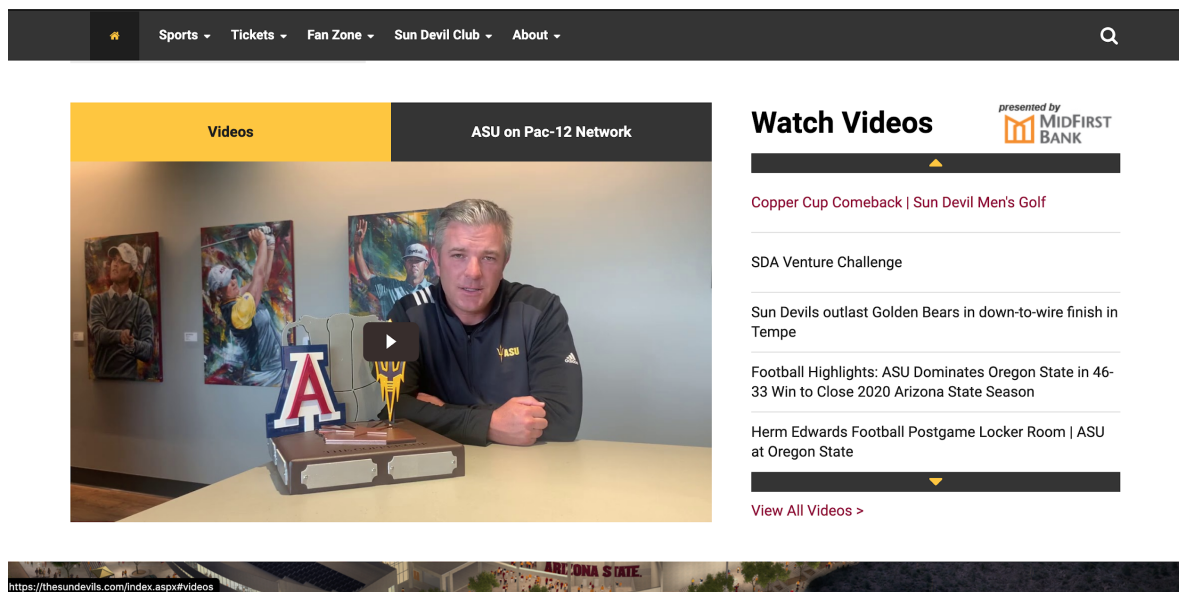 Sports
Tickets
Fan Zone
Sun Devil Club
About
Videos
ASU on Pac-12 Network
Watch Videos
presented by
MIDFIRST
BANK
A
ASU
adidas
Copper Cup Comeback | Sun Devil Men's Golf
SDA Venture Challenge
Sun Devils outlast Golden Bears in down-to-wire finish in
Tempe
Football Highlights: ASU Dominates Oregon State in 46-
33 Win to Close 2020 Arizona State Season
Herm Edwards Football Postgame Locker Room | ASU
at Oregon State
View All Videos >
ARIZONA STATE
https://thesundevils.com/index.aspx#videos